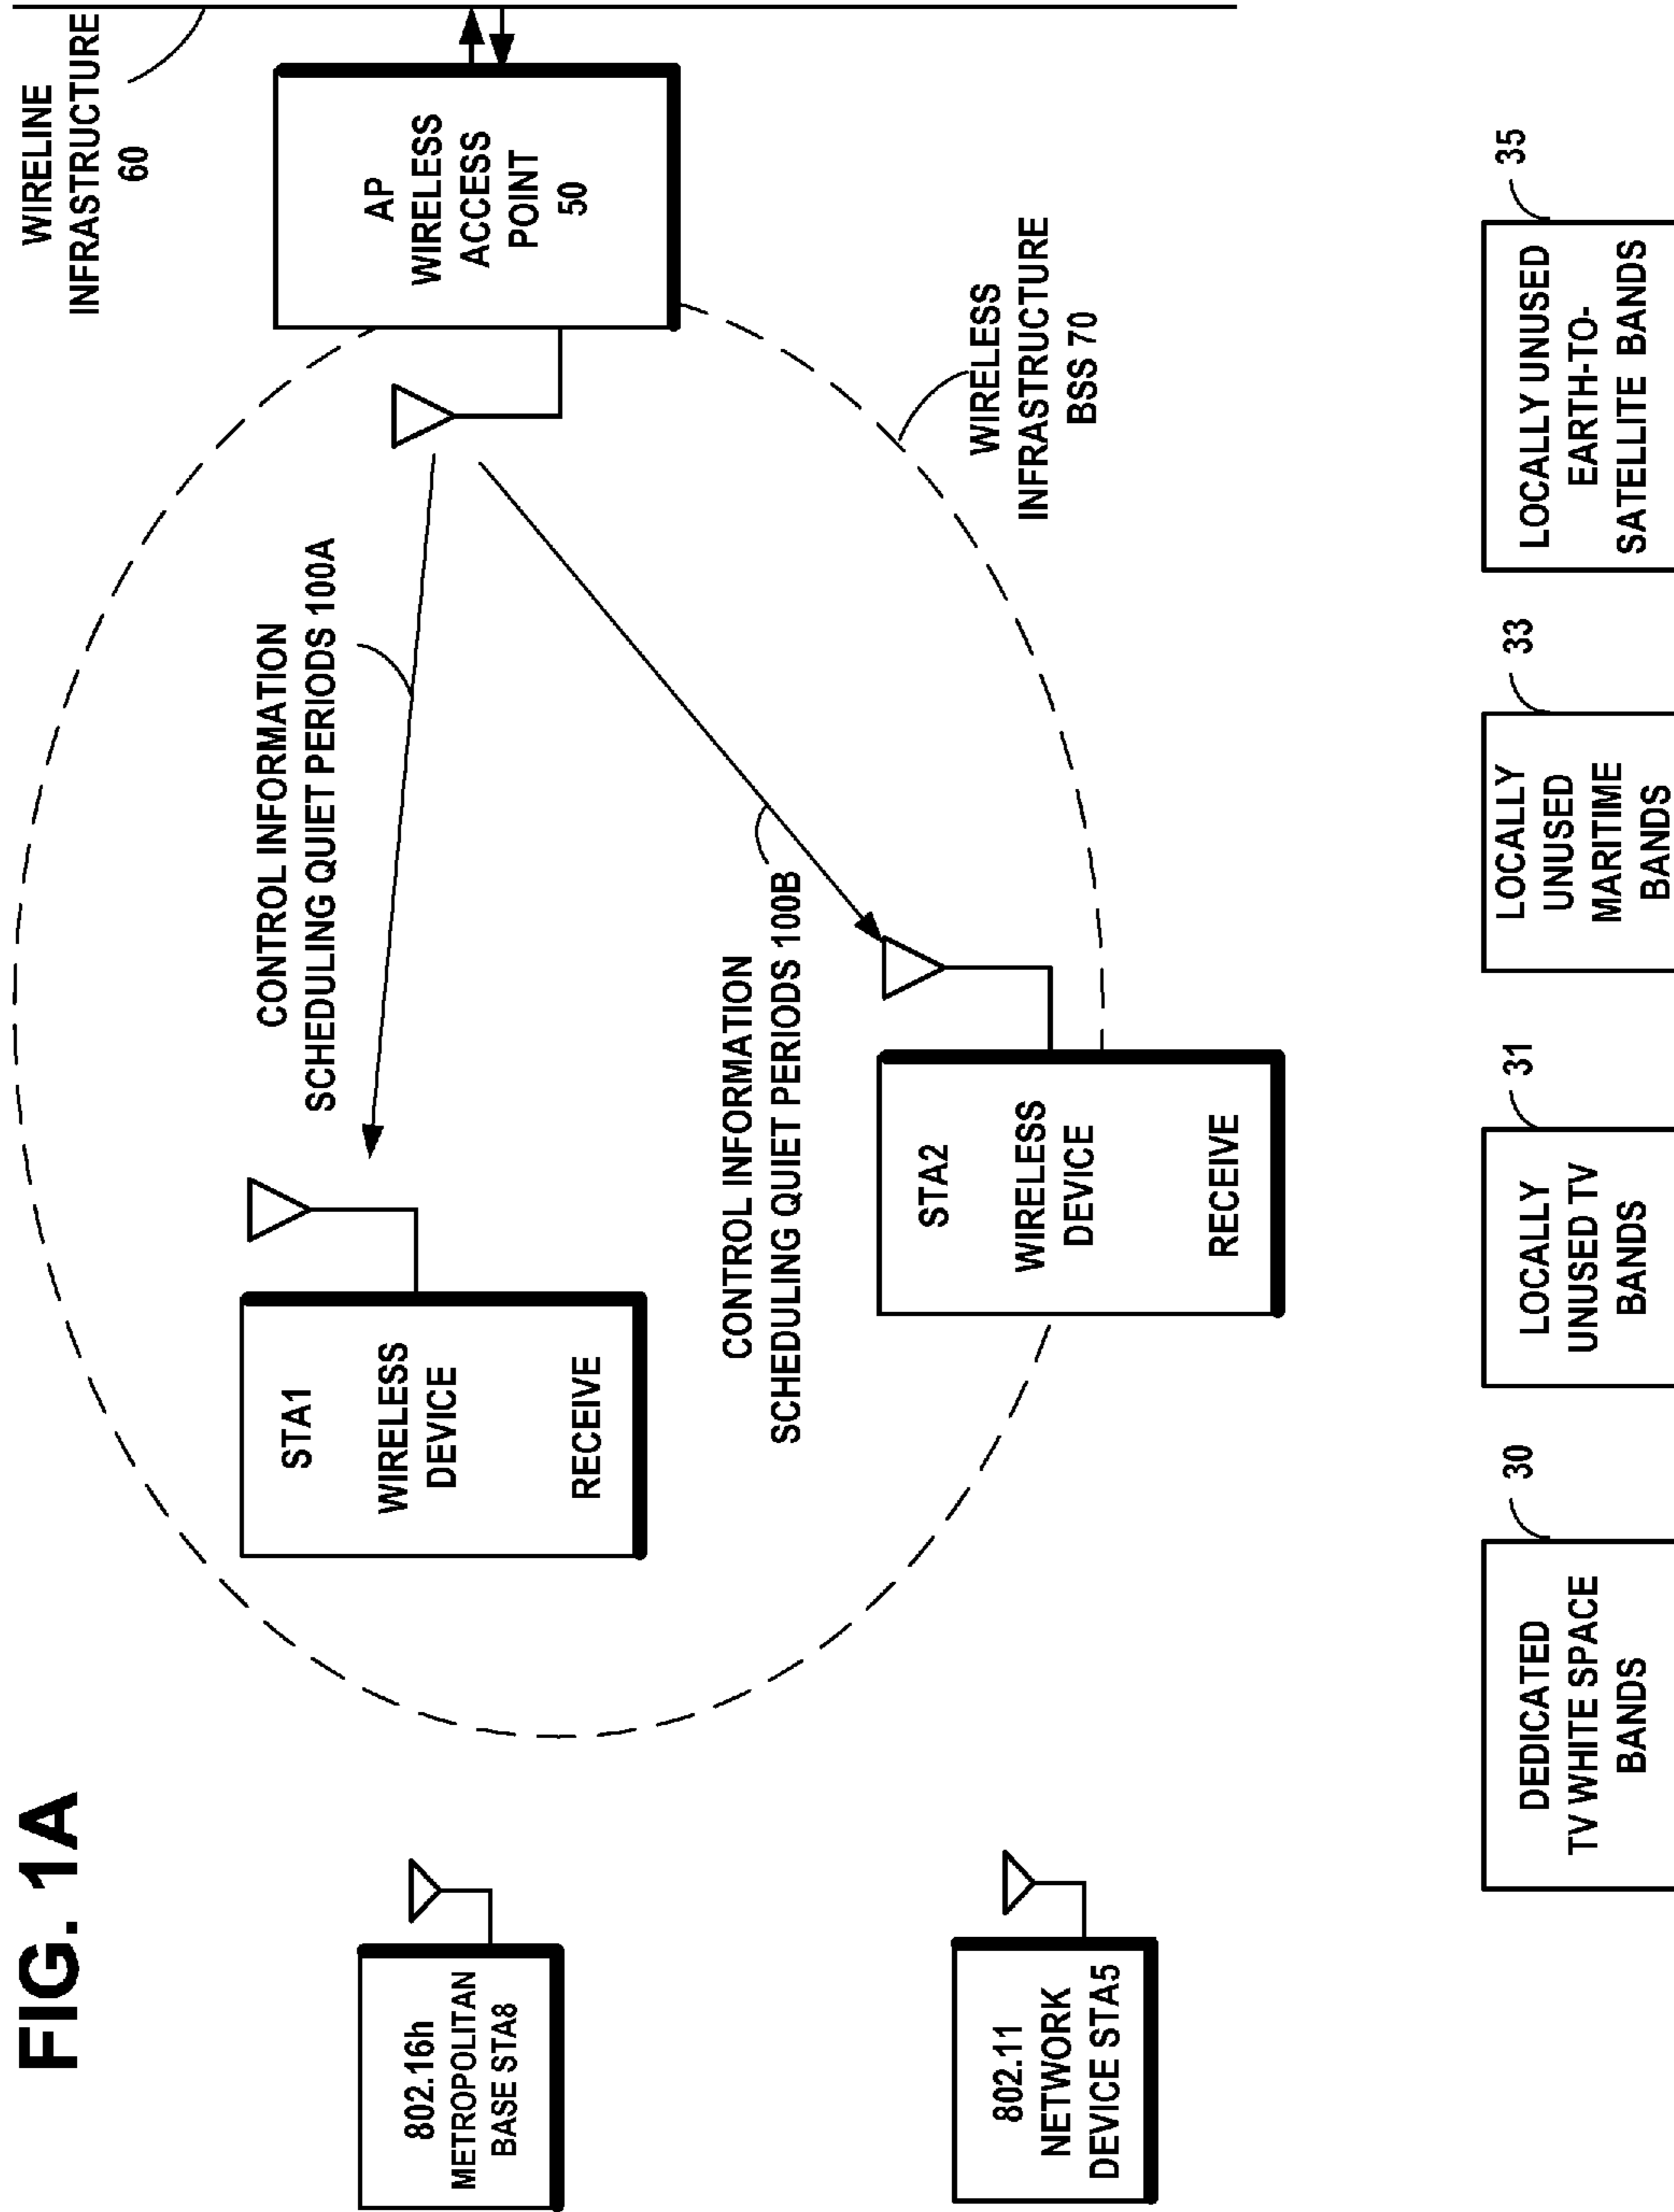 FIG. 1A
WIRELINE
INFRASTRUCTURE
60
802.16h
METROPOLITAN
BASE STA8
STA1
WIRELESS
DEVICE
RECEIVE
CONTROL INFORMATION
SCHEDULING QUIET PERIODS 100A
AP
WIRELESS
ACCESS
POINT
50
CONTROL INFORMATION
SCHEDULING QUIET PERIODS 100B
802.11
NETWORK
DEVICE STA5
STA2
WIRELESS
DEVICE
RECEIVE
WIRELESS
INFRASTRUCTURE
BSS 70
30
DEDICATED
TV WHITE SPACE
BANDS
31
LOCALLY
UNUSED TV
BANDS
33
LOCALLY
UNUSED
MARITIME
BANDS
35
LOCALLY UNUSED
EARTH-TO-
SATELLITE BANDS